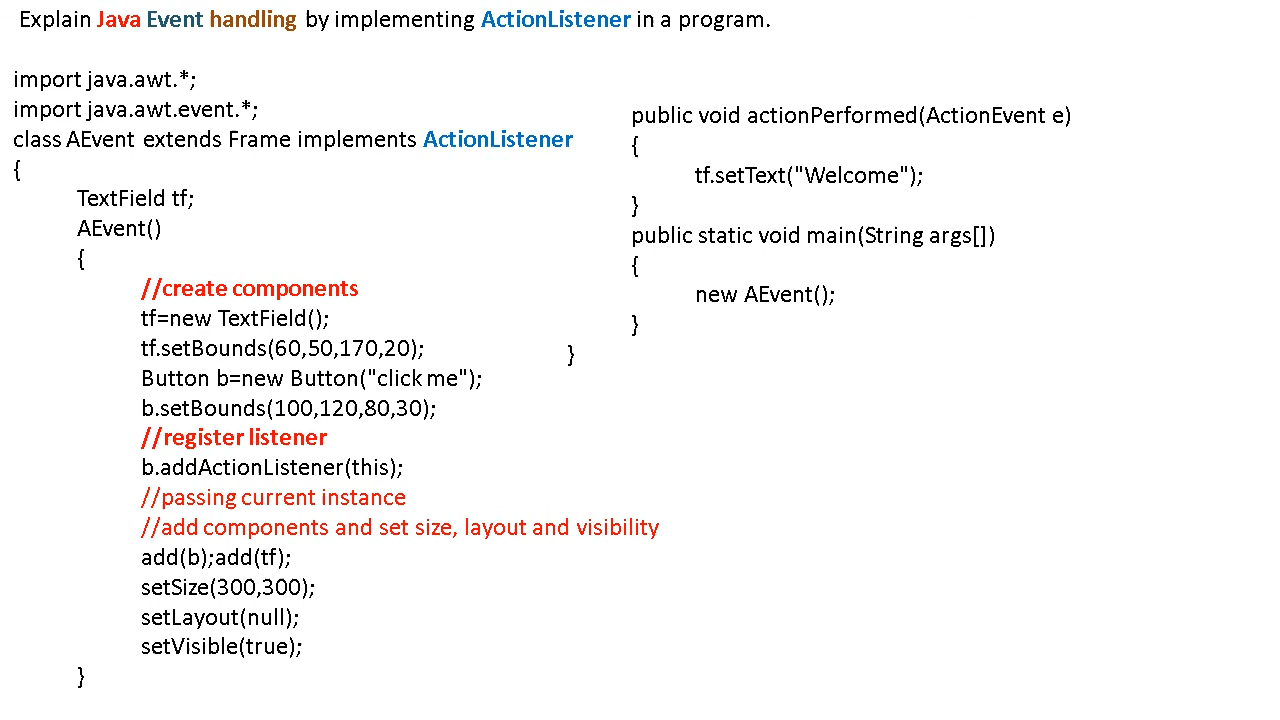 Explain Java Event handling by implementing ActionListener in a program.
import java.awt.*;
import java.awt.event.*;
class AEvent extends Frame implements ActionListener
{
TextField tf;
AEvent()
{
//create components
tf=new TextField();
tf.setBounds(60,50,170,20);
Button b=new Button("click me");
b.setBounds(100,120,80,30);
//register listener
b.addActionListener(this);
//passing current instance
//add components and set size, layout and visibility
add(b);add(tf);
setSize(300,300);
setLayout(null);
setVisible(true);
}
public void actionPerformed(ActionEvent e)
{
tf.setText("Welcome");
}
public static void main(String args[])
{
new AEvent();
}
}